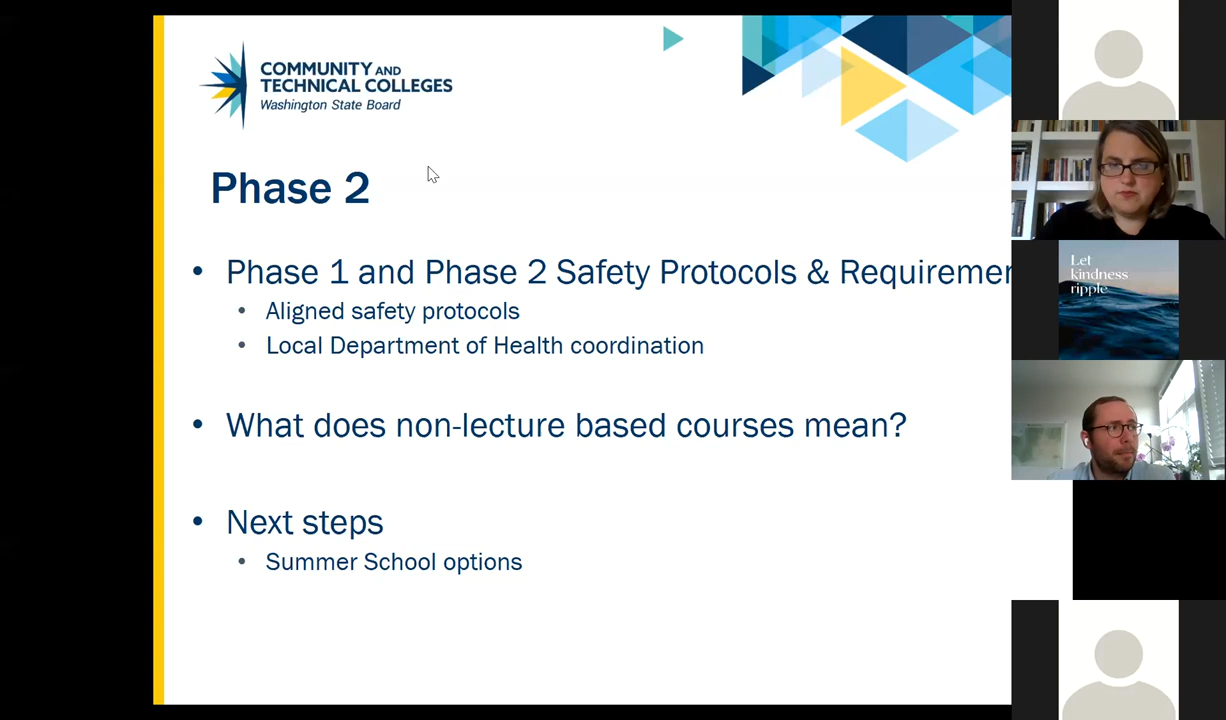 COMMUNITY AND
TECHNICAL COLLEGES
Washington State Board
Phase 2
• Phase 1 and Phase 2 Safety Protocols & Requiremen
• Aligned safety protocols
• Local Department of Health coordination
• What does non-lecture based courses mean?
• Next steps
• Summer School options
Let
kindness
ripple